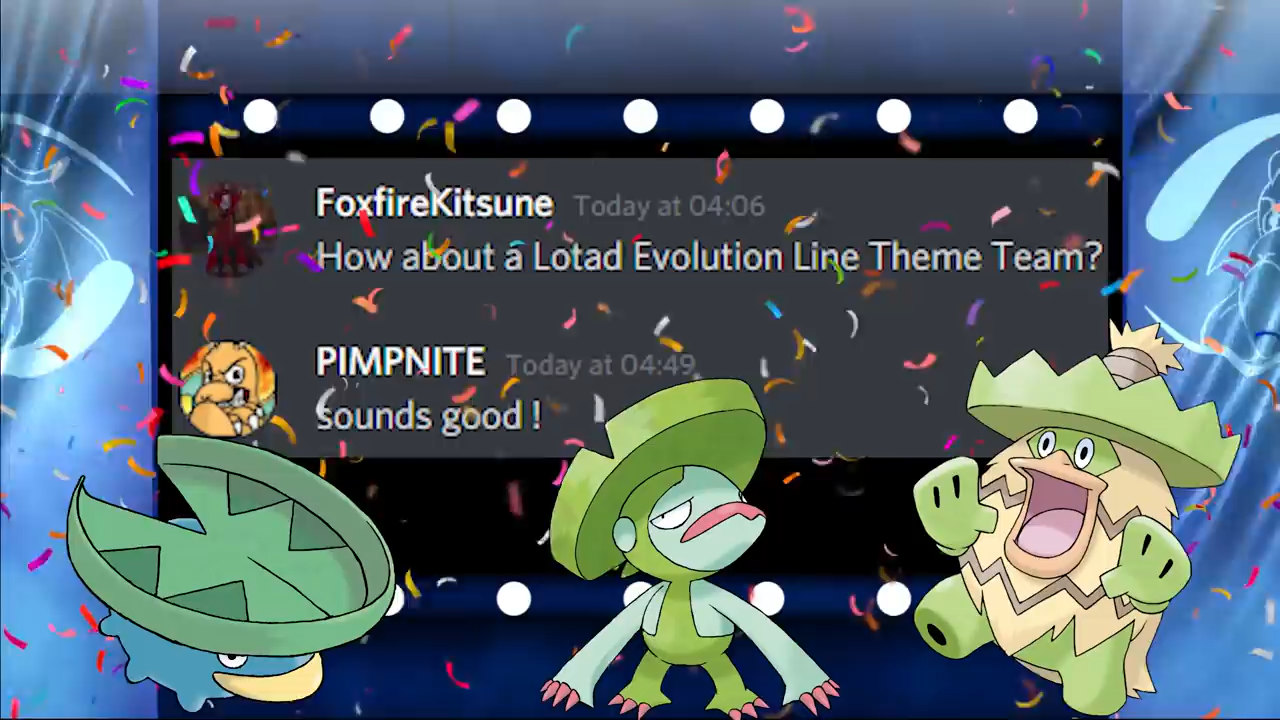 FoxfireKitsune Today at 04:06
How about a Lotad Evolution Line Theme Team?
PIMPNITE Today at 04:49
sounds good !